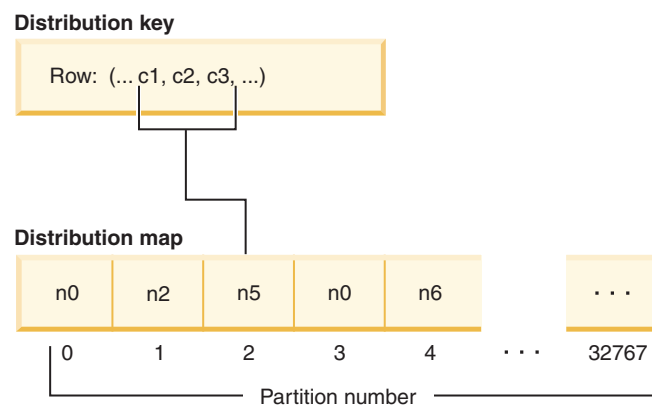 Distribution key
Row: (... c1, c2, c3, ...)
Distribution map
n0 n2 n5 n0 n6 ...
0 1 2 3 4 ... 32767
Partition number